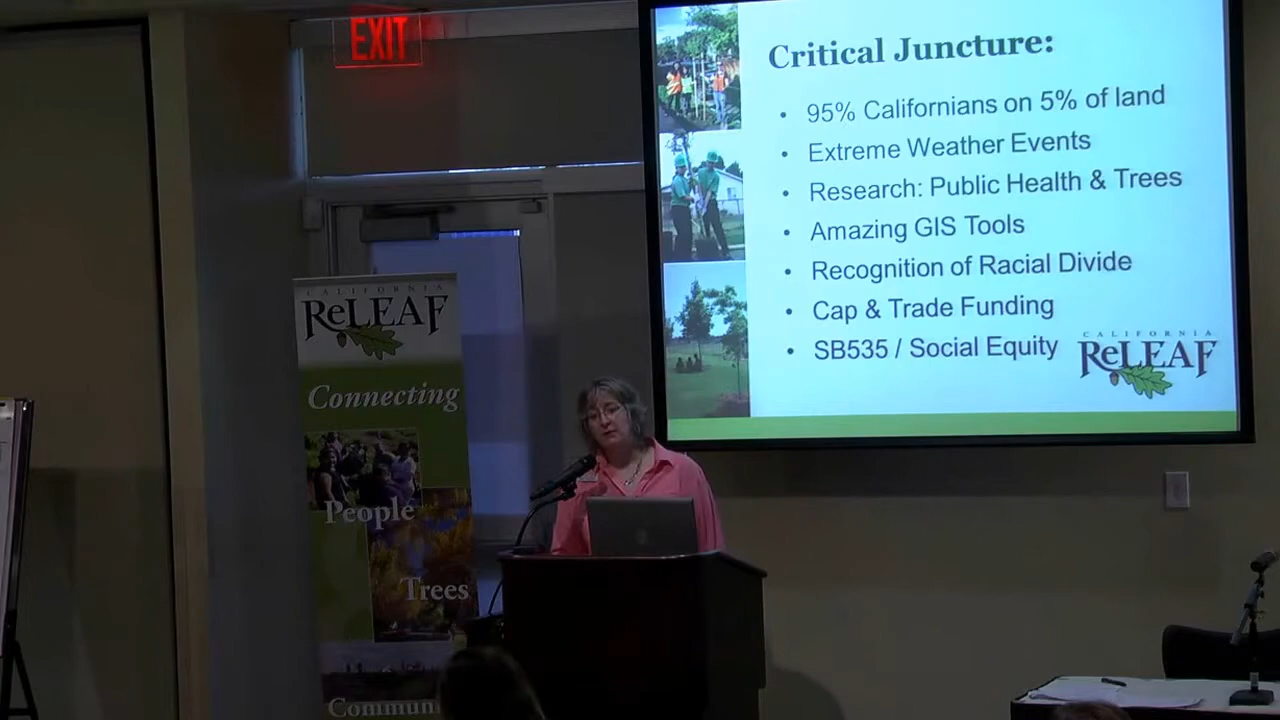 EXIT
Critical Juncture:
• 95% Californians on 5% of land
• Extreme Weather Events
• Research: Public Health & Trees
• Amazing GIS Tools
• Recognition of Racial Divide
• Cap & Trade Funding
• SB535 / Social Equity
CALIFORNIA
ReLEAF
CALIFORNIA
ReLEAF
Connecting
People
Trees